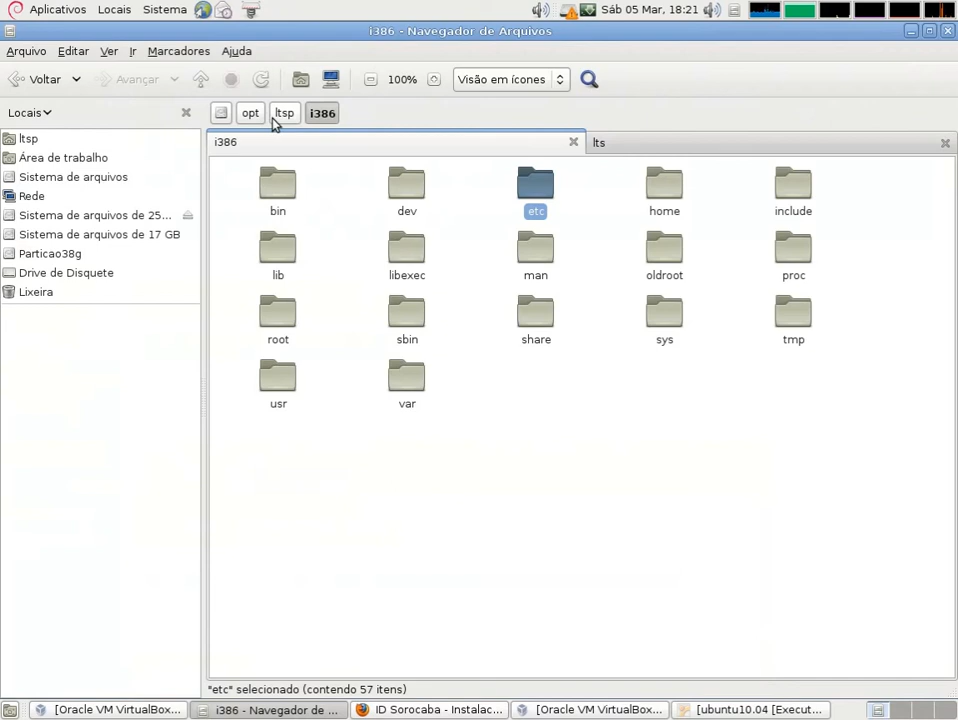 Aplicativos Locais Sistema Sáb 05 Mar, 18:21
i386 - Navegador de Arquivos
Arquivo Editar Ver Ir Marcadores Ajuda
Voltar Avançar 100% Visão em ícones
Locais opt ltsp i386
i386 lts
ltsp
Área de trabalho
Sistema de arquivos
Rede
Sistema de arquivos de 25...
Sistema de arquivos de 17 GB
Particao38g
Drive de Disquete
Lixeira
bin dev etc home include
lib libexec man oldroot proc
root sbin share sys tmp
usr var
"etc" selecionado (contendo 57 itens)
[Oracle VM VirtualBox... i386 - Navegador de ... ID Sorocaba - Instalac... [Oracle VM VirtualBox... [ubuntu10.04 [Execut...